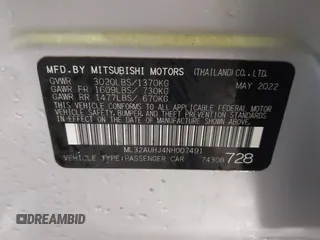 MFD.BY MITSUBISHI MOTORS (THAILAND)CO.,LTD.
GVWR 3020LBS/1370KG MAY 2022
GAWR FR 1609LBS/ 730KG
GAWR RR 1477LBS/ 670KG
THIS VEHICLE CONFORMS TO ALL APPLICABLE
FEDERAL MOTOR VEHICLE SAFETY, BUMPER
AND THEFT PREVENTION STANDARDS IN
EFFECT ON THE DATE OF MANUFACTURE
SHOWN ABOVE.
ML32AUHJ4NH007491
VEHICLE TYPE:PASSENGER CAR 728
DREAMBID